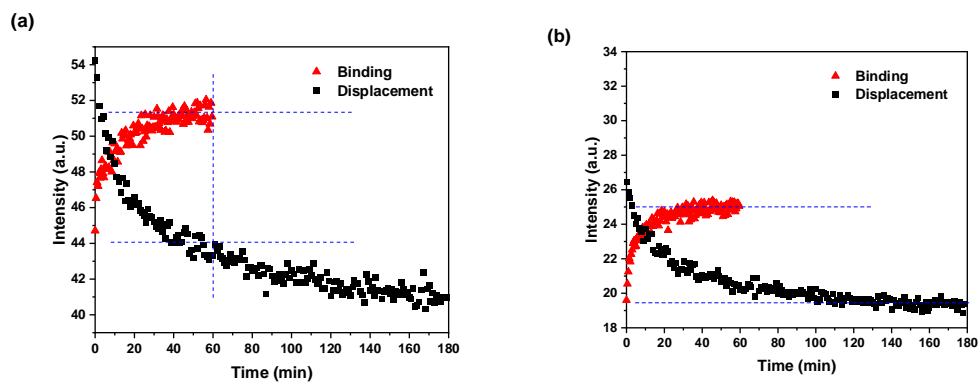 (a)
54
52
50
48
46
44
42
40
Intensity (a.u.)
Binding
Displacement
0 20 40 60 80 100 120 140 160 180
Time (min)
(b)
34
32
30
28
26
24
22
20
18
Intensity (a.u.)
Binding
Displacement
0 20 40 60 80 100 120 140 160 180
Time (min)